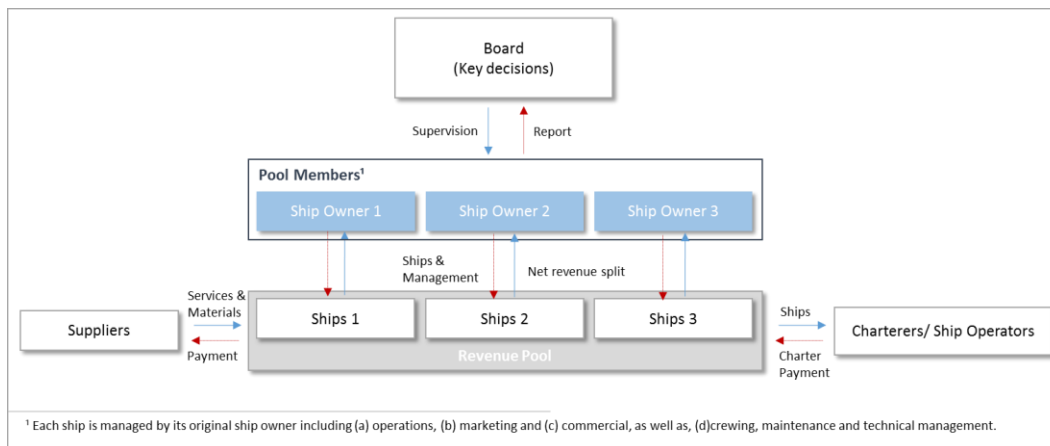 Board
(Key decisions)
Supervision
Report
Pool Members¹
Ship Owner 1
Ship Owner 2
Ship Owner 3
Ships &
Management
Net revenue split
Services &
Materials
Suppliers
Payment
Ships 1
Ships 2
Ships 3
Revenue Pool
Ships
Charterers/ Ship Operators
Charter
Payment
¹ Each ship is managed by its original ship owner including (a) operations, (b) marketing and (c) commercial, as well as, (d)crewing, maintenance and technical management.